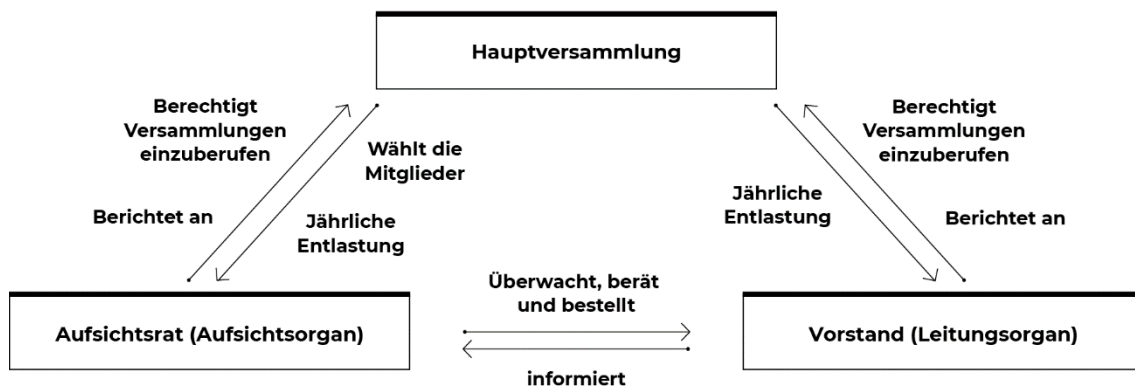 Hauptversammlung
Berechtigt
Versammlungen
einzuberufen
Wählt die
Mitglieder
Berichtet an
Jährliche
Entlastung
Berechtigt
Versammlungen
einzuberufen
Jährliche
Entlastung
Berichtet an
Überwacht, berät
und bestellt
Aufsichtsrat (Aufsichtsorgan)
Vorstand (Leitungsorgan)
informiert